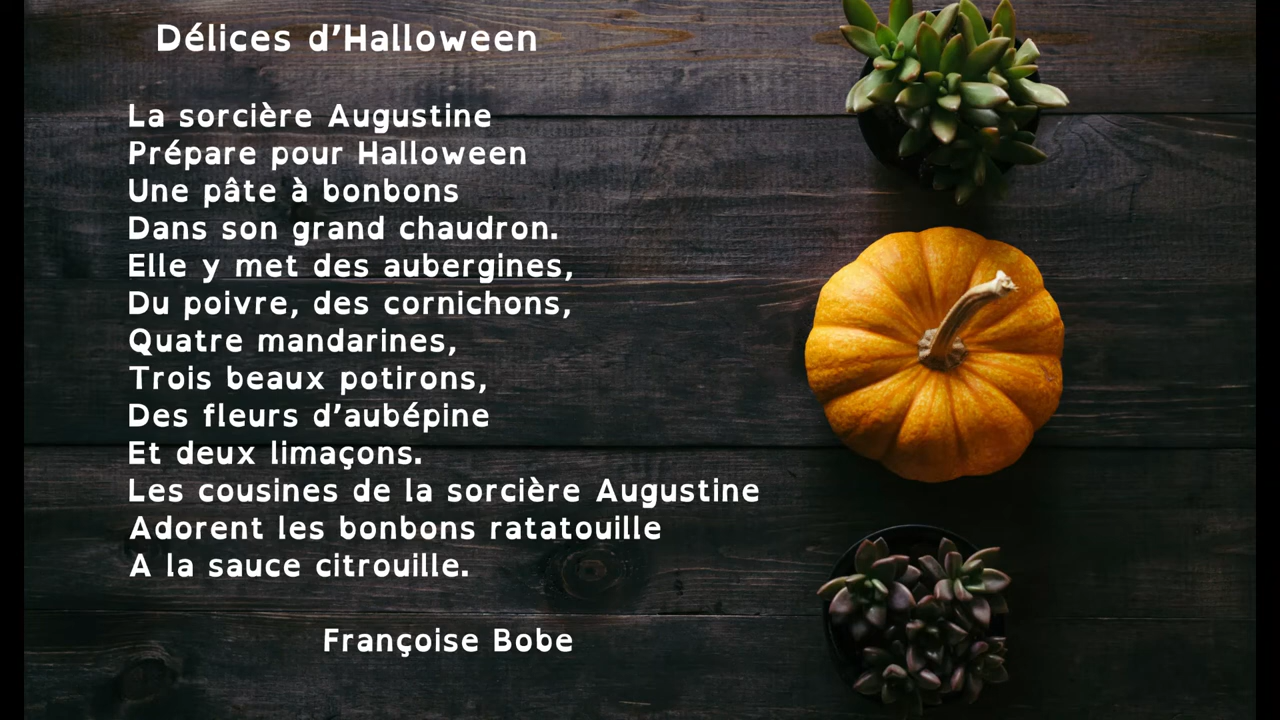 Délices d’Halloween
La sorcière Augustine
Prépare pour Halloween
Une pâte à bonbons
Dans son grand chaudron.
Elle y met des aubergines,
Du poivre, des cornichons,
Quatre mandarines,
Trois beaux potirons,
Des fleurs d’aubépine
Et deux limaçons.
Les cousines de la sorcière Augustine
Adorent les bonbons ratatouille
A la sauce citrouille.
Françoise Bobe